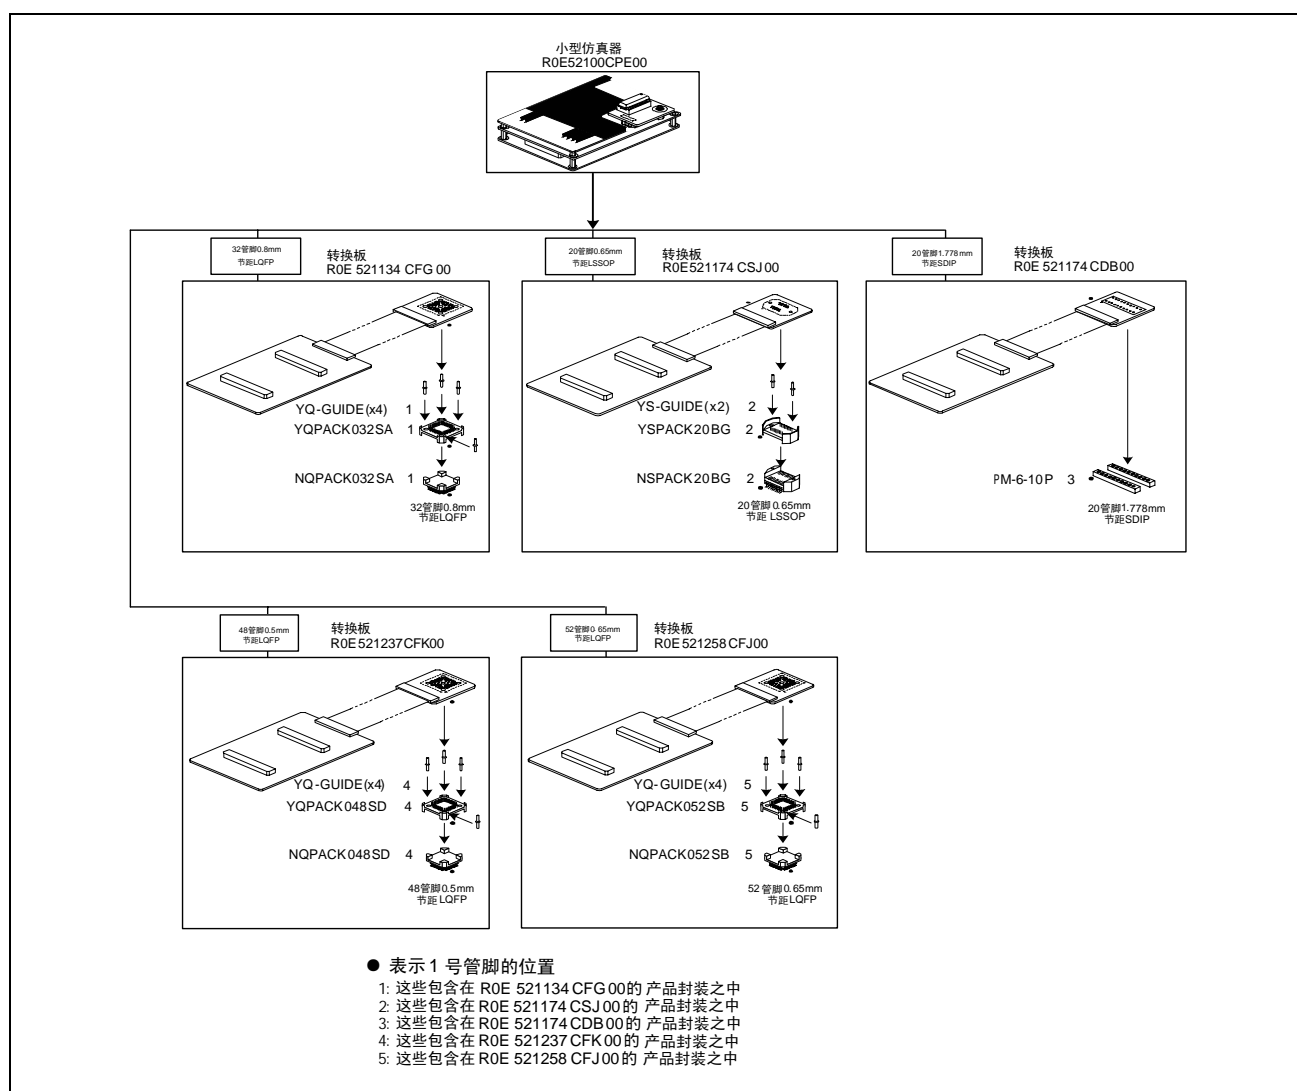 小型仿真器
R0E52100CPE00
32管脚0.8mm
节距LQFP
转换板
R0E 521134 CFG 00
20管脚0.65mm
节距LSSOP
转换板
R0E521174 CSJ 00
20管脚1.778mm
节距SDIP
转换板
R0E 521174 CDB00
YQ-GUIDE(x4) 1
YQPACK032SA 1
NQPACK032SA 1
32管脚0.8mm
节距LQFP
YS-GUIDE(x2) 2
YSPACK20BG 2
NSPACK20BG 2
20管脚0.65mm
节距 LSSOP
PM-6-10P 3
20管脚1.778mm
节距SDIP
48管脚0.5mm
节距LQFP
转换板
R0E521237CFK00
52管脚0.65mm
节距LQFP
转换板
R0E521258CFJ00
YQ-GUIDE(x4) 4
YQPACK048SD 4
NQPACK048SD 4
48管脚0.5mm
节距 LQFP
YQ-GUIDE(x4) 5
YQPACK052SB 5
NQPACK052SB 5
52管脚0.65mm
节距LQFP
● 表示1 号管脚的位置
1: 这些包含在 R0E 521134 CFG 00的 产品封装之中
2: 这些包含在 R0E 521174 CSJ 00的 产品封装之中
3: 这些包含在 R0E 521174 CDB 00的 产品封装之中
4: 这些包含在 R0E 521237 CFK 00的 产品封装之中
5: 这些包含在 R0E 521258 CFJ 00的 产品封装之中